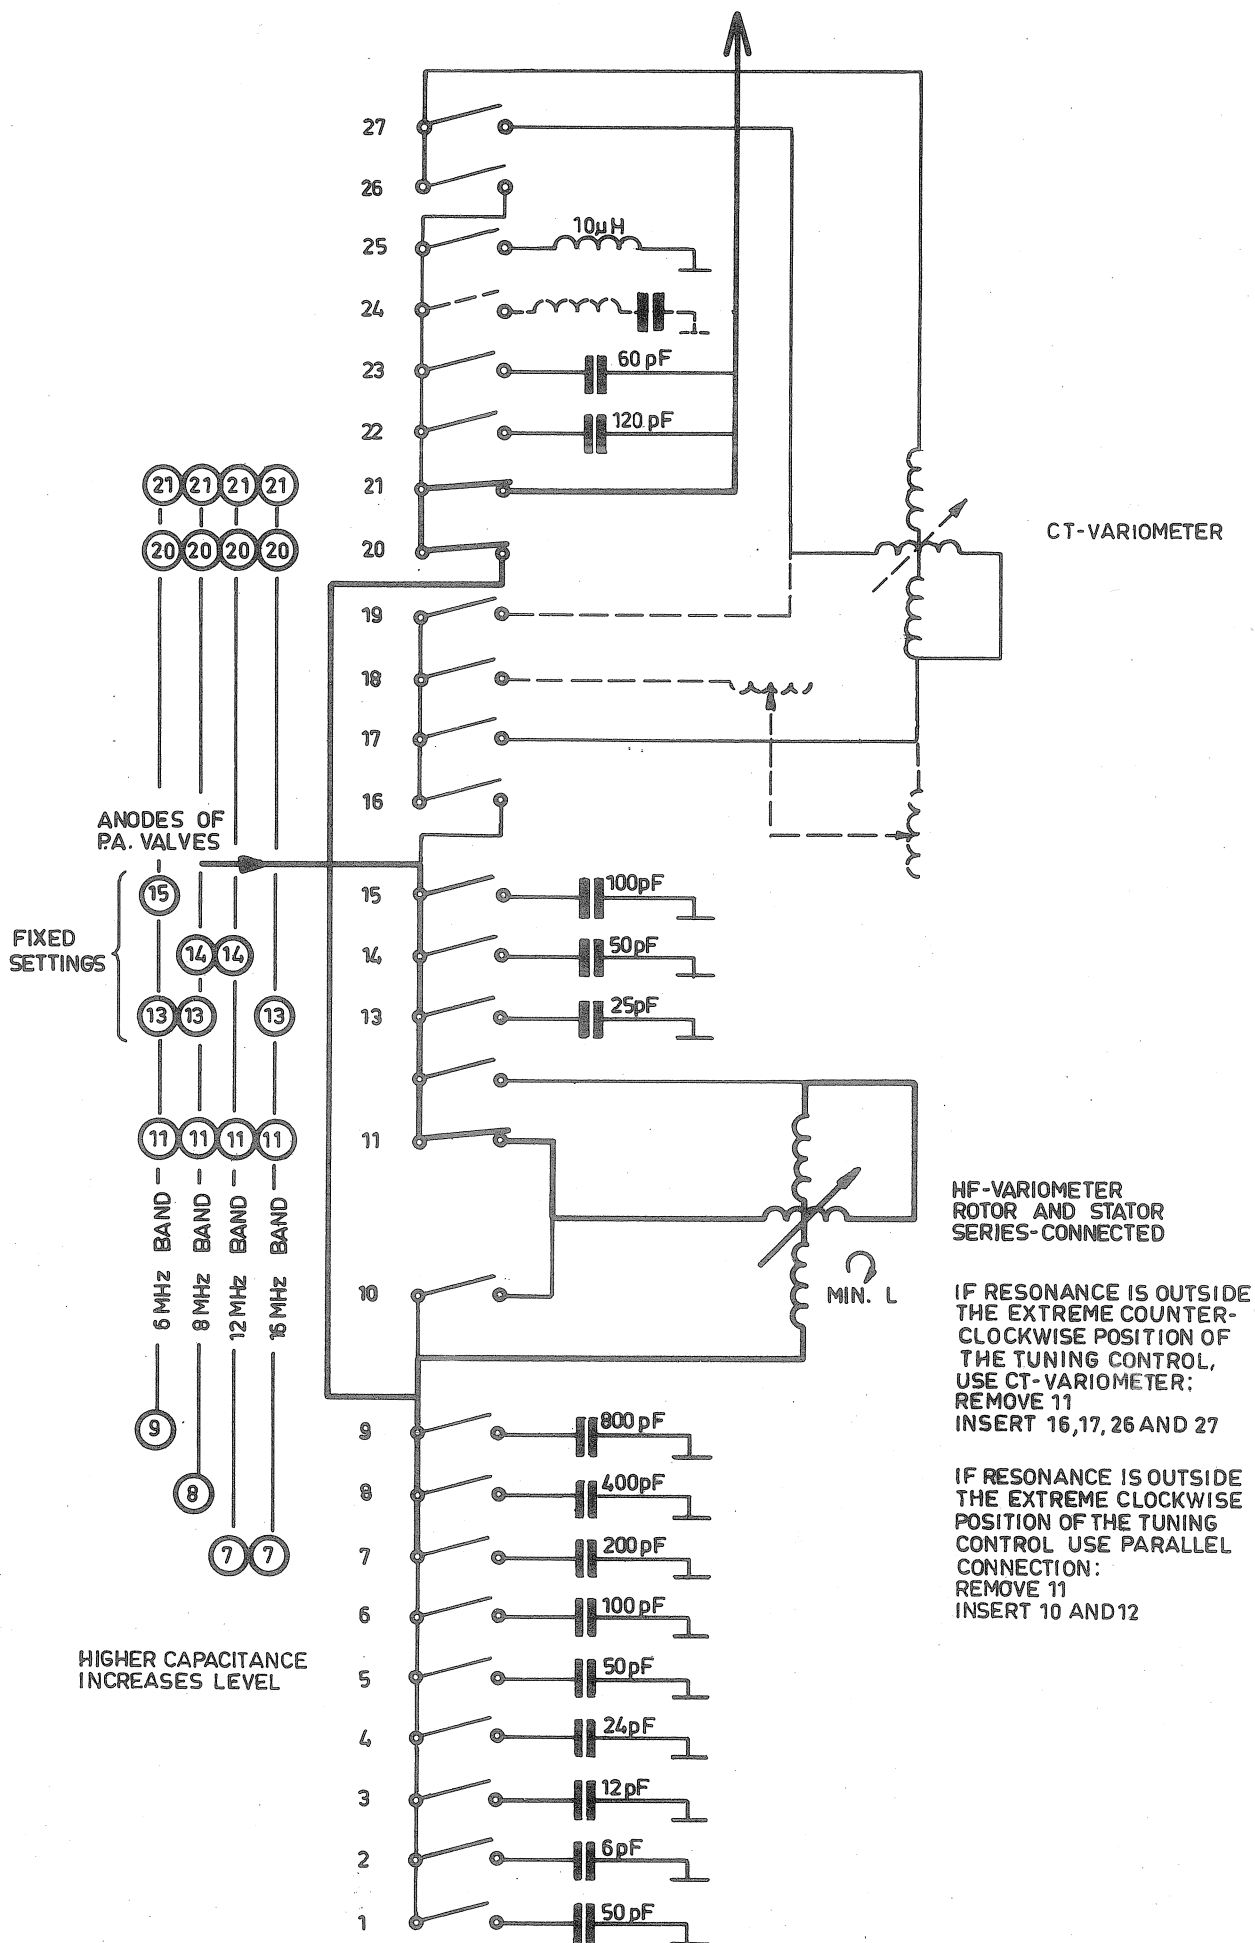 27
26
25
10µH
24
23
60 pF
22
120 pF
21 21 21 21
21
20 20 20 20
20
CT-VARIOMETER
19
18
17
16
ANODES OF
P.A. VALVES
15
FIXED
SETTINGS
15
100pF
14 14
14
50pF
13 13 13
13
25pF
11 11 11 11
11
6 MHz BAND
8 MHz BAND
12 MHz BAND
16 MHz BAND
10
MIN. L
HF-VARIOMETER
ROTOR AND STATOR
SERIES-CONNECTED
IF RESONANCE IS OUTSIDE
THE EXTREME COUNTER-
CLOCKWISE POSITION OF
THE TUNING CONTROL,
USE CT-VARIOMETER:
REMOVE 11
INSERT 16,17, 26 AND 27
IF RESONANCE IS OUTSIDE
THE EXTREME CLOCKWISE
POSITION OF THE TUNING
CONTROL USE PARALLEL
CONNECTION:
REMOVE 11
INSERT 10 AND 12
9
9
800 pF
8
8
400pF
7 7
7
200 pF
6
100 pF
HIGHER CAPACITANCE
INCREASES LEVEL
5
50pF
4
24pF
3
12pF
2
6pF
1
50 pF